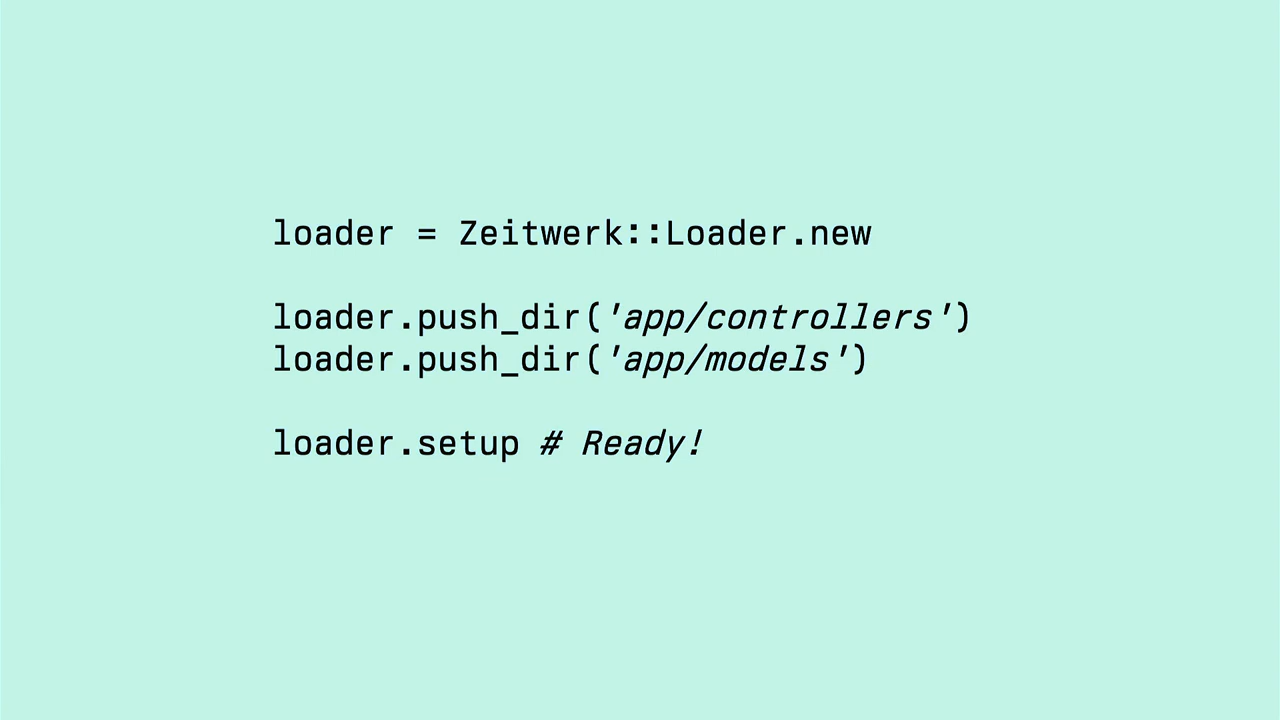 loader = Zeitwerk::Loader.new
loader.push_dir('app/controllers')
loader.push_dir('app/models')
loader.setup # Ready!